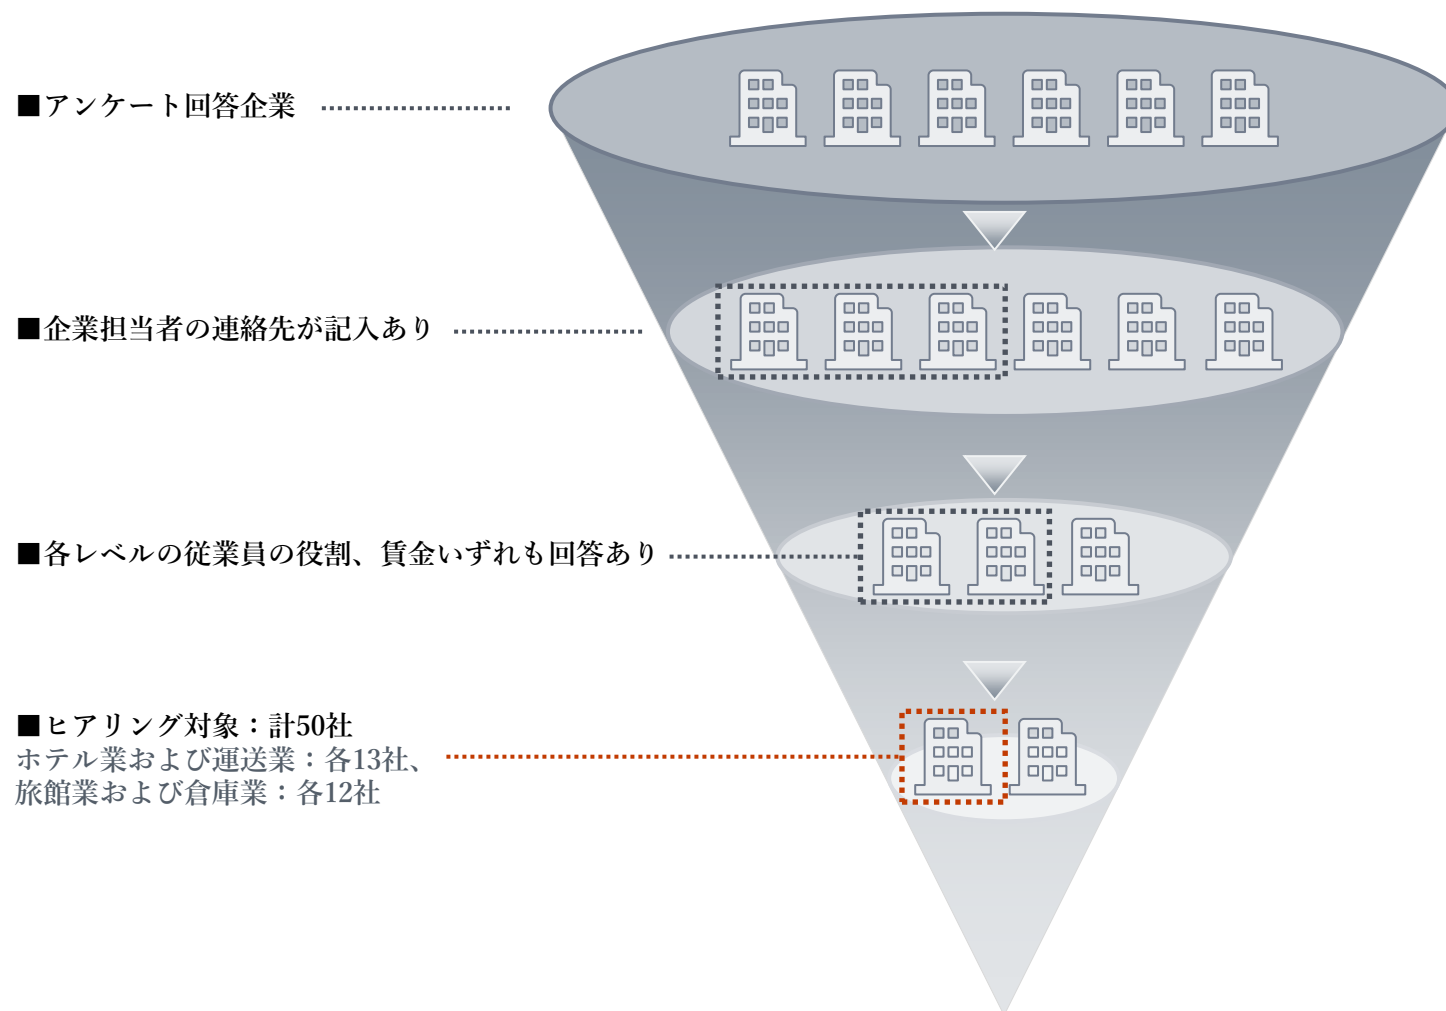 ■アンケート回答企業
■企業担当者の連絡先が記入あり
■各レベルの従業員の役割、賃金いずれも回答あり
■ヒアリング対象：計50社
ホテル業および運送業：各13社、
旅館業および倉庫業：各12社